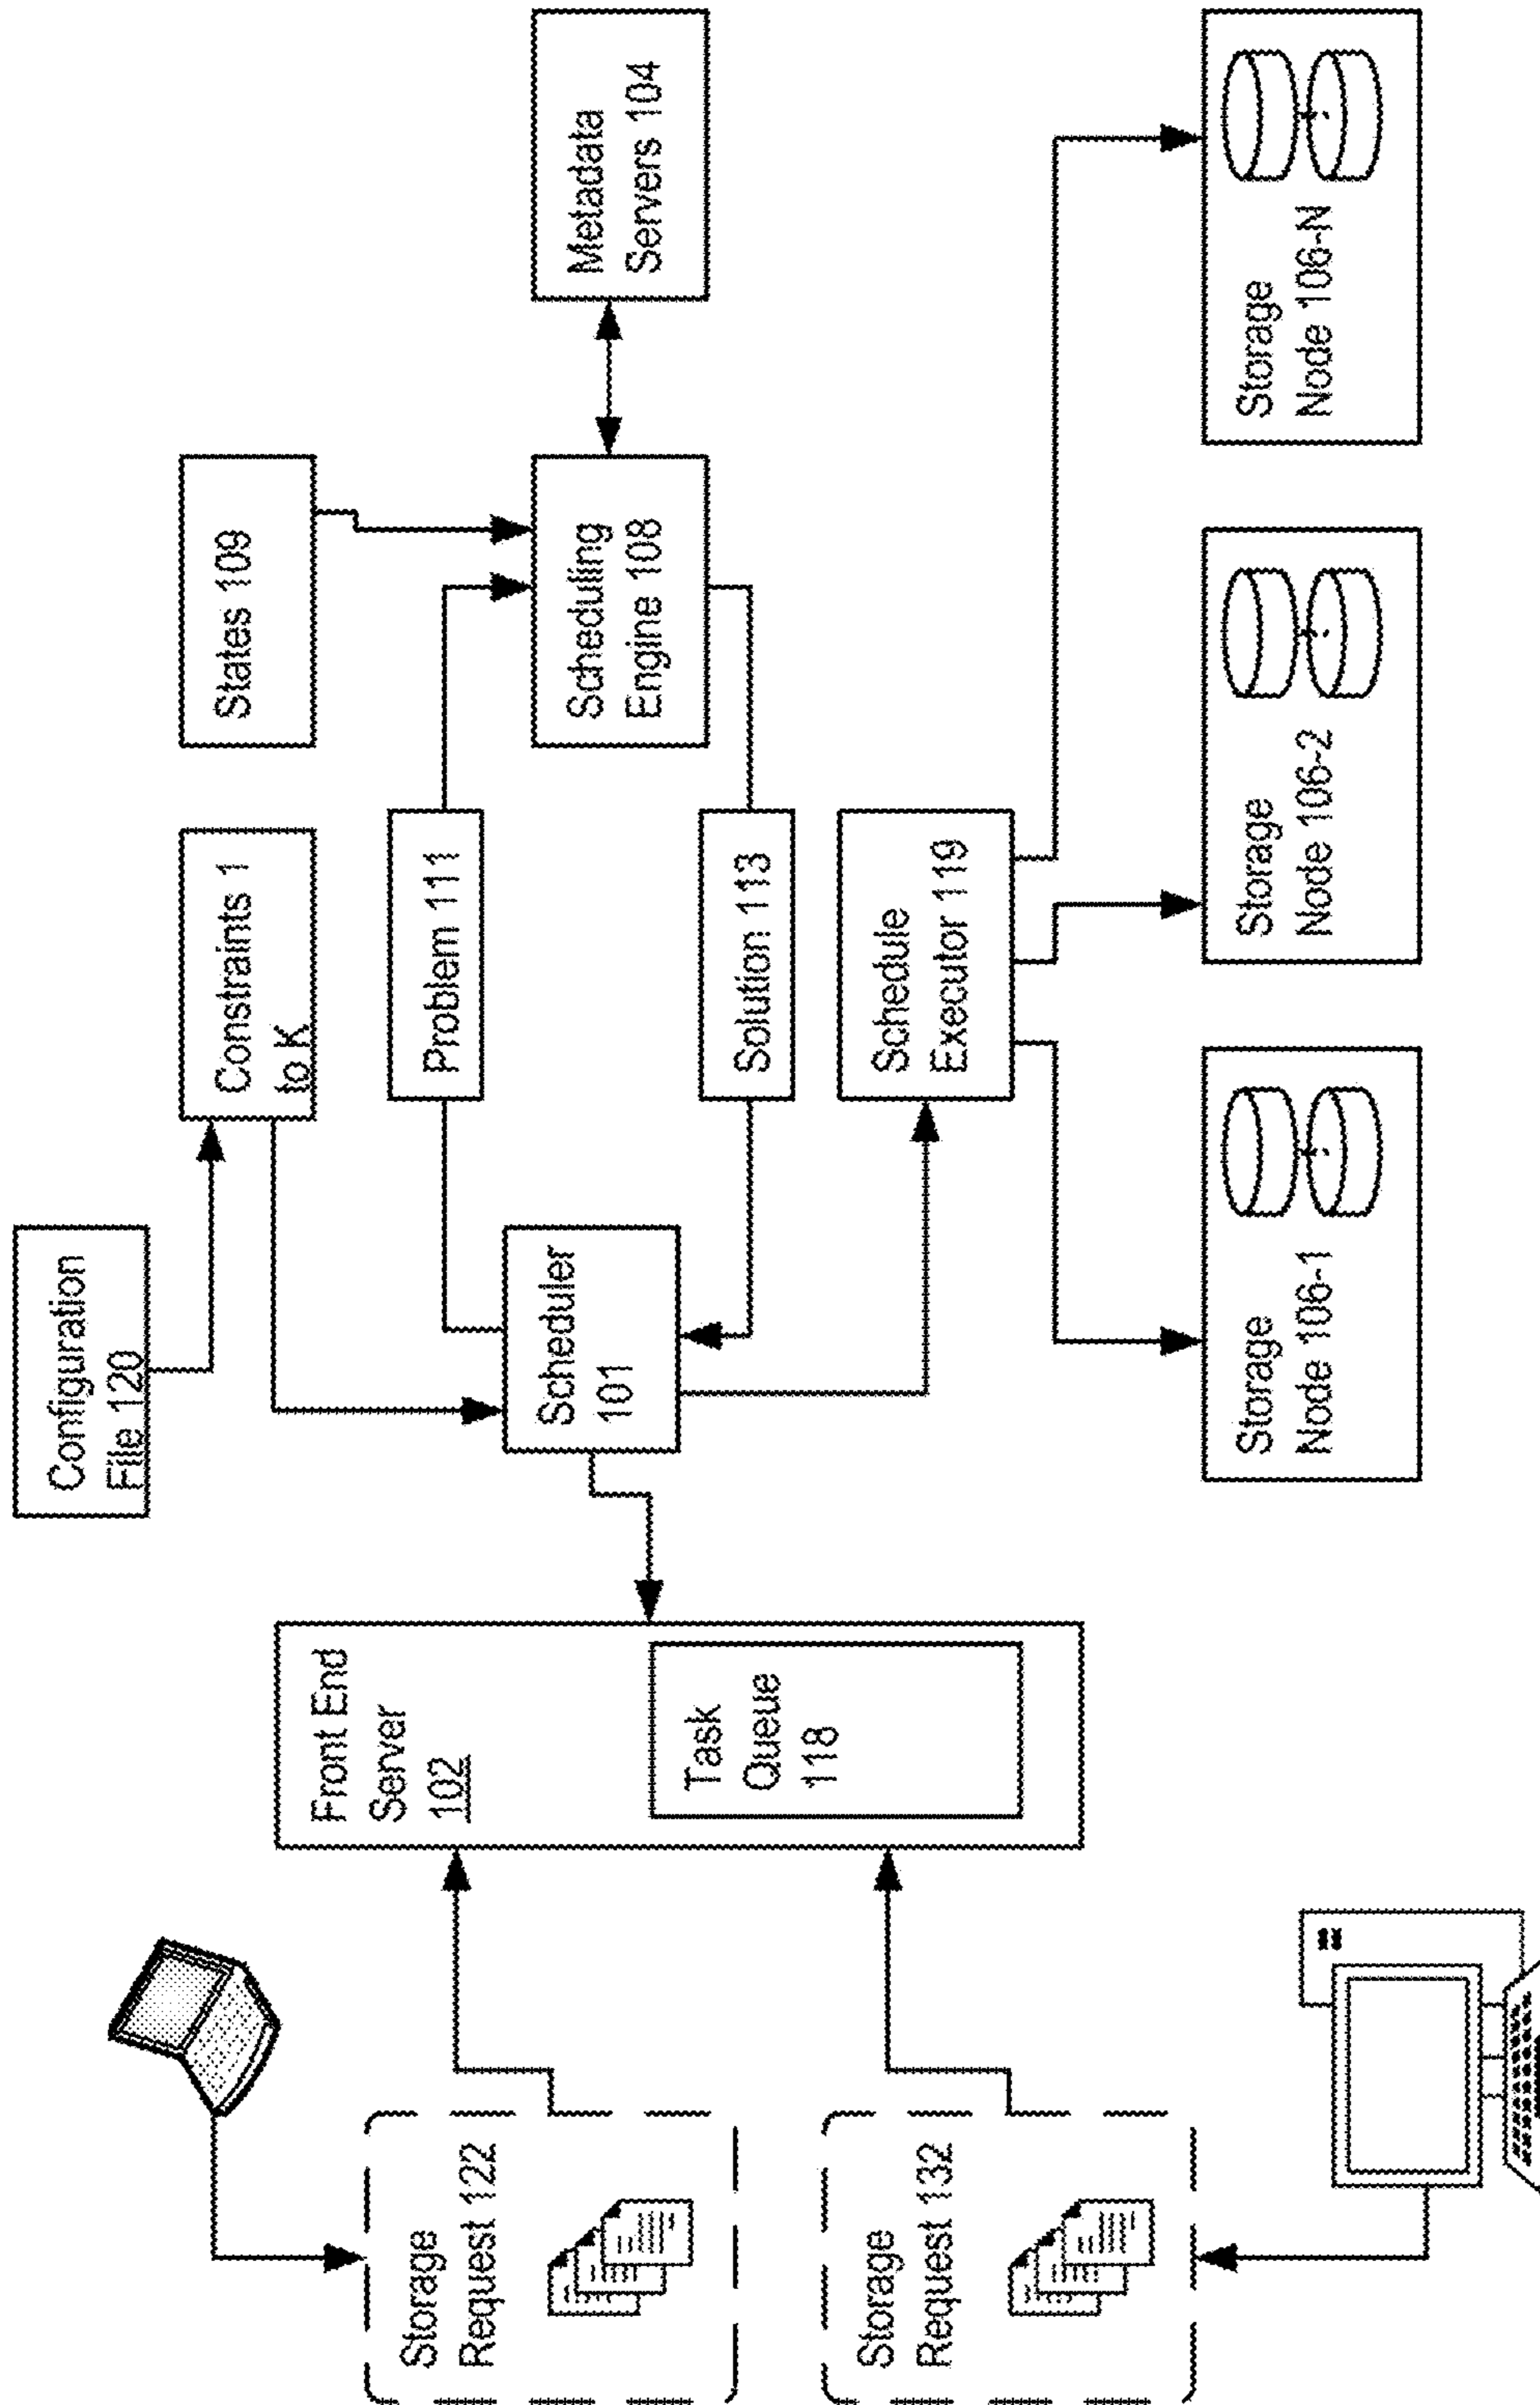 Configuration
File 120
Constraints 1
to K
States 109
Storage
Request 122
Front End
Server
102
Task
Queue
118
Scheduler
101
Problem 111
Scheduling
Engine 108
Metadata
Servers 104
Solution 113
Schedule
Executor 119
Storage
Request 132
Storage
Node 106-1
Storage
Node 106-2
Storage
Node 106-N